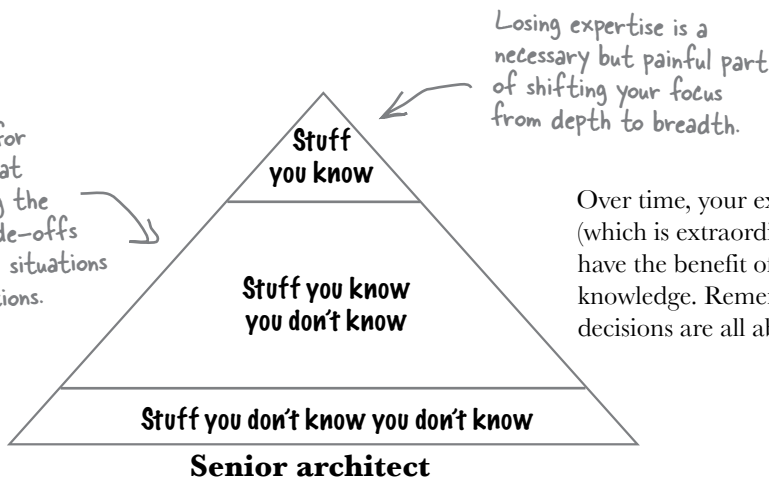 Losing expertise is a
necessary but painful part
of shifting your focus
from depth to breadth.
for
at
the
de-offs
situations
tions.
Stuff
you know
Stuff you know
you don't know
Stuff you don't know you don't know
Senior architect
Over time, your ex
(which is extraordi
have the benefit of
knowledge. Reme
decisions are all ab